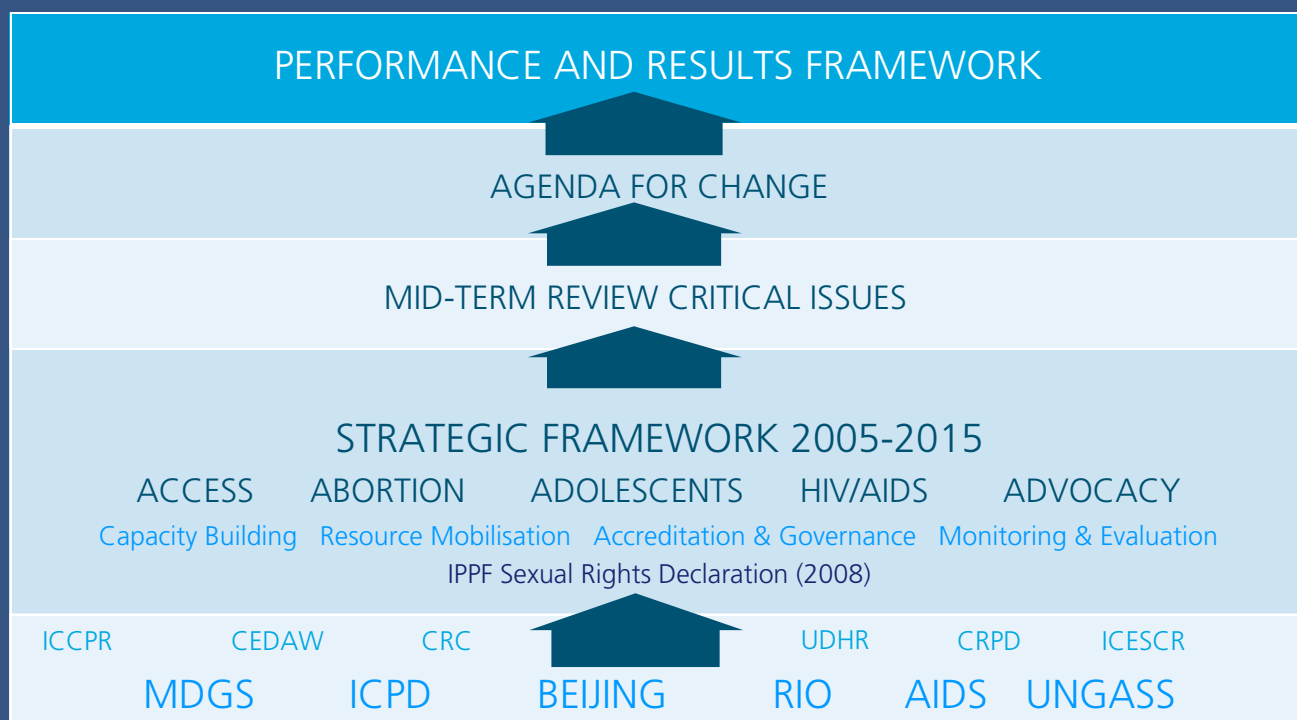 PERFORMANCE AND RESULTS FRAMEWORK
AGENDA FOR CHANGE
MID-TERM REVIEW CRITICAL ISSUES
STRATEGIC FRAMEWORK 2005-2015
ACCESS ABORTION ADOLESCENTS HIV/AIDS ADVOCACY
Capacity Building Resource Mobilisation Accreditation & Governance Monitoring & Evaluation
IPPF Sexual Rights Declaration (2008)
ICCPR CEDAW CRC UDHR CRPD ICESCR
MDGS ICPD BEIJING RIO AIDS UNGASS